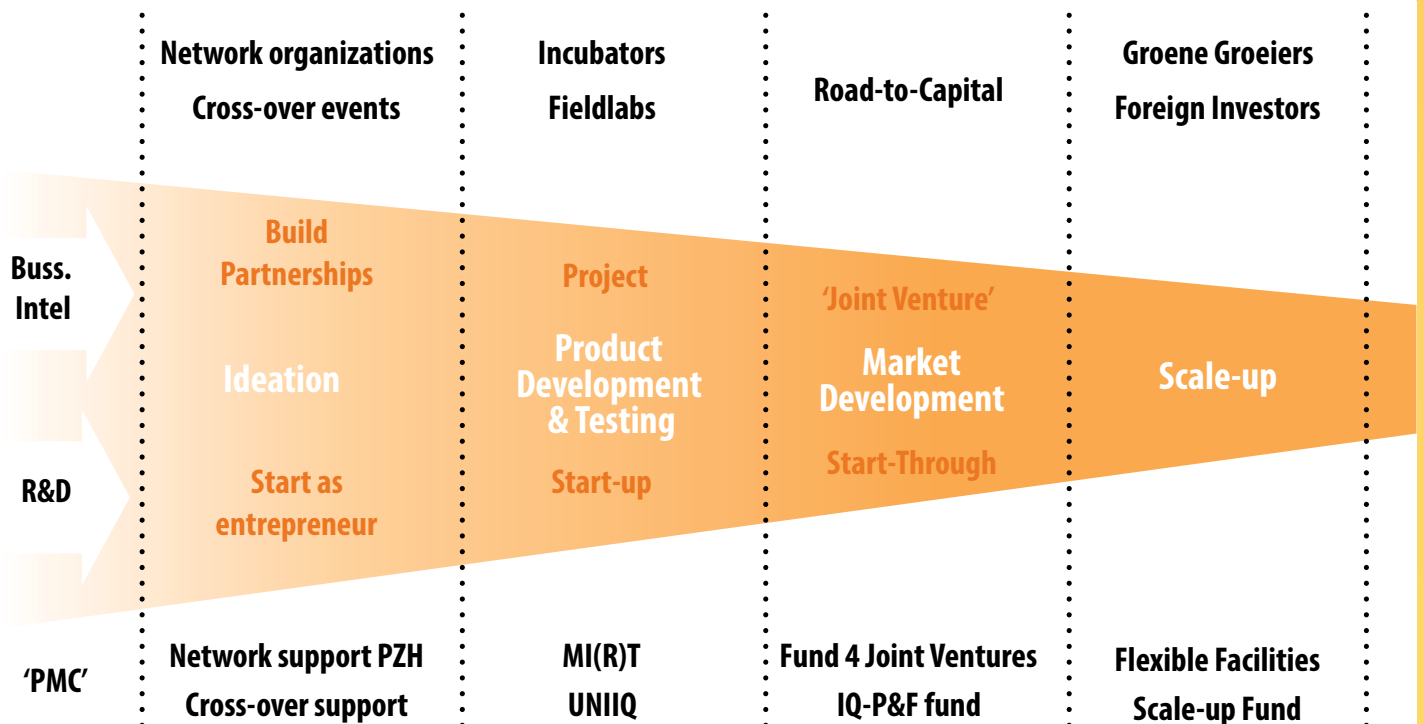 Network organizations
Cross-over events
Incubators
Fieldlabs
Road-to-Capital
Groene Groeiers
Foreign Investors
Buss.
Intel
R&D
Build
Partnerships
Ideation
Start as
entrepreneur
Project
Product
Development
& Testing
Start-up
'Joint Venture'
Market
Development
Start-Through
Scale-up
'PMC'
Network support PZH
Cross-over support
MI(R)T
UNIIQ
Fund 4 Joint Ventures
IQ-P&F fund
Flexible Facilities
Scale-up Fund